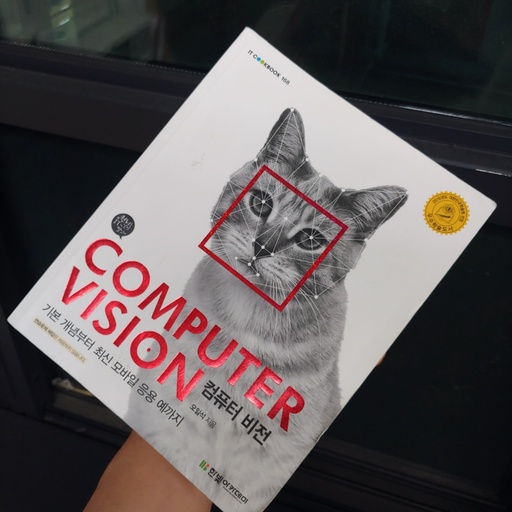 IT COOKBOOK 168
COMPUTER
VISION
컴퓨터 비전
기본 개념부터 최신 모바일 응용 예까지
오일석 지음
한빛아카데미